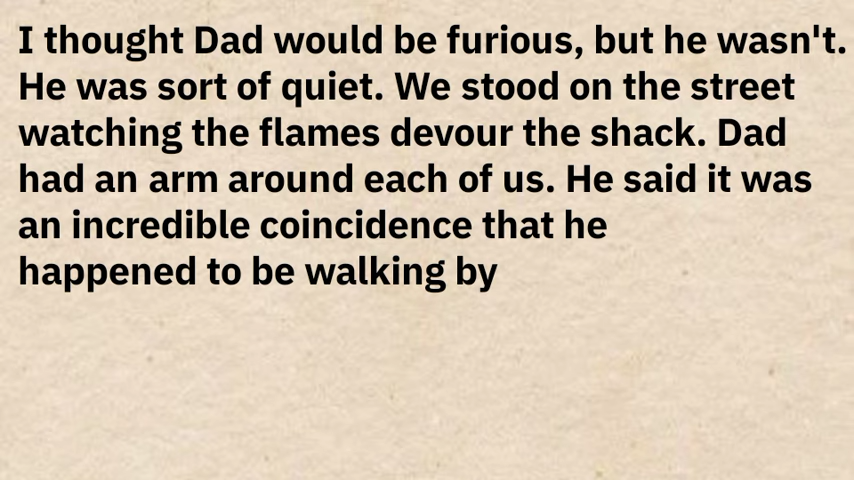 I thought Dad would be furious, but he wasn't.
He was sort of quiet. We stood on the street
watching the flames devour the shack. Dad
had an arm around each of us. He said it was
an incredible coincidence that he
happened to be walking by